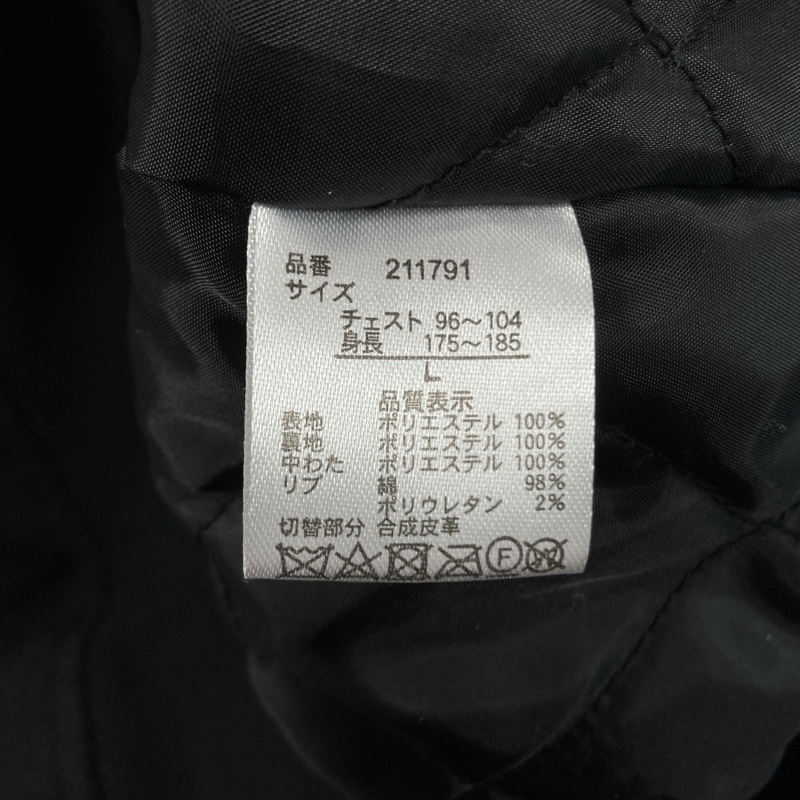 品番 211791
サイズ
チェスト 96～104
身長 175～185
L
品質表示
表地 ポリエステル 100%
裏地 ポリエステル 100%
中わた ポリエステル 100%
リブ 綿 98%
ポリウレタン 2%
切替部分 合成皮革
F W